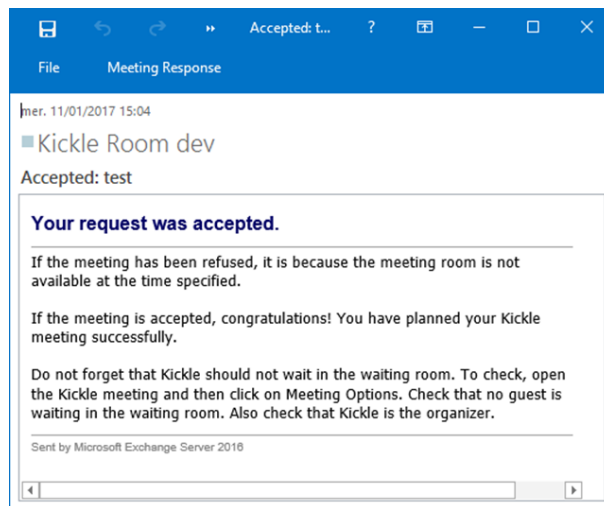 Accepted: t... ?
File Meeting Response
mer. 11/01/2017 15:04
Kickle Room dev
Accepted: test
Your request was accepted.
If the meeting has been refused, it is because the meeting room is not
available at the time specified.
If the meeting is accepted, congratulations! You have planned your Kickle
meeting successfully.
Do not forget that Kickle should not wait in the waiting room. To check, open
the Kickle meeting and then click on Meeting Options. Check that no guest is
waiting in the waiting room. Also check that Kickle is the organizer.
Sent by Microsoft Exchange Server 2016